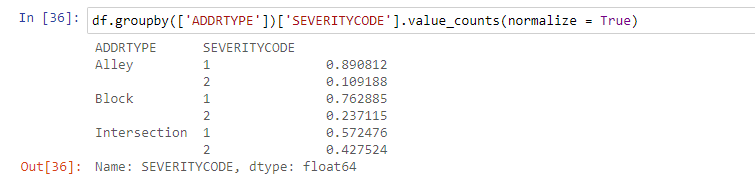 In [36]: df.groupby(['ADDRTYPE'])['SEVERITYCODE'].value_counts(normalize = True)
ADDRTYPE SEVERITYCODE
Alley 1 0.890812
2 0.109188
Block 1 0.762885
2 0.237115
Intersection 1 0.572476
2 0.427524
Out[36]: Name: SEVERITYCODE, dtype: float64